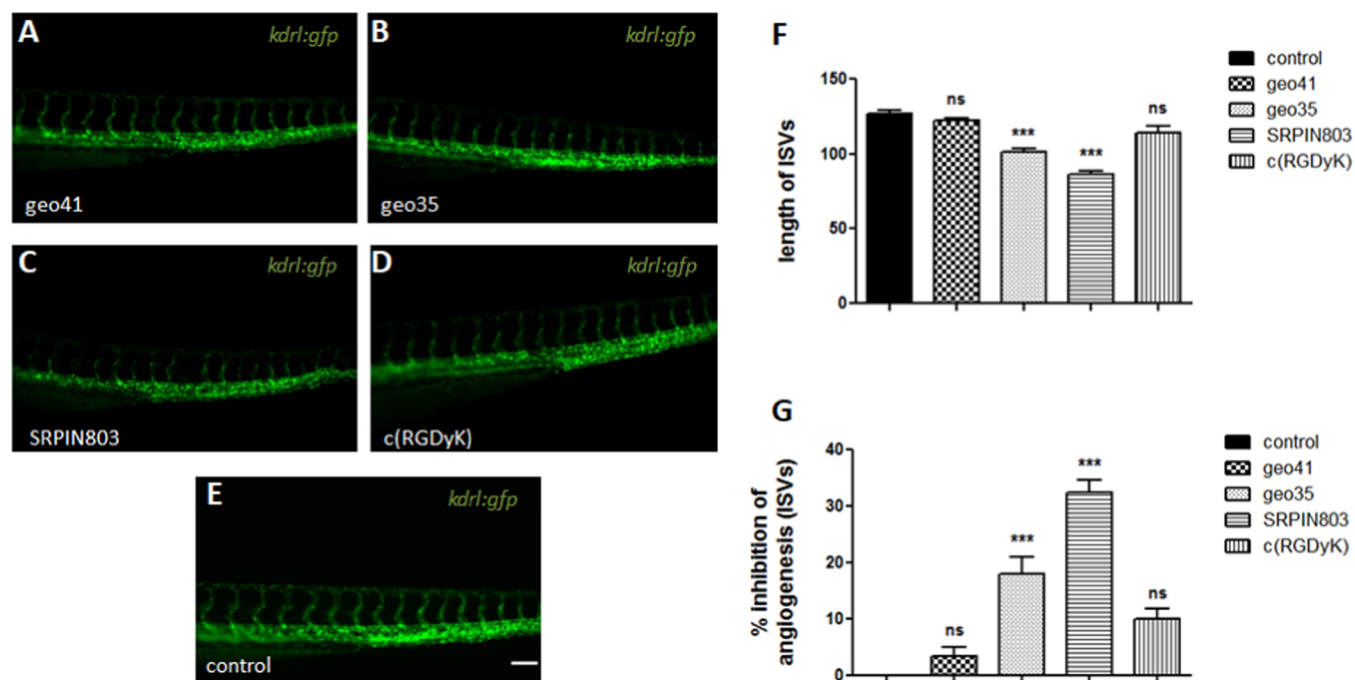 A
kdrl:gfp
geo41
B
kdrl:gfp
geo35
C
kdrl:gfp
SRPIN803
D
kdrl:gfp
c(RGDyK)
E
kdrl:gfp
control
F
length of ISVs
150
100
50
0
ns
***
***
ns
control
geo41
geo35
SRPIN803
c(RGDyK)
G
% Inhibition of
angiogenesis (ISVs)
40
30
20
10
0
ns
***
***
ns
control
geo41
geo35
SRPIN803
c(RGDyK)